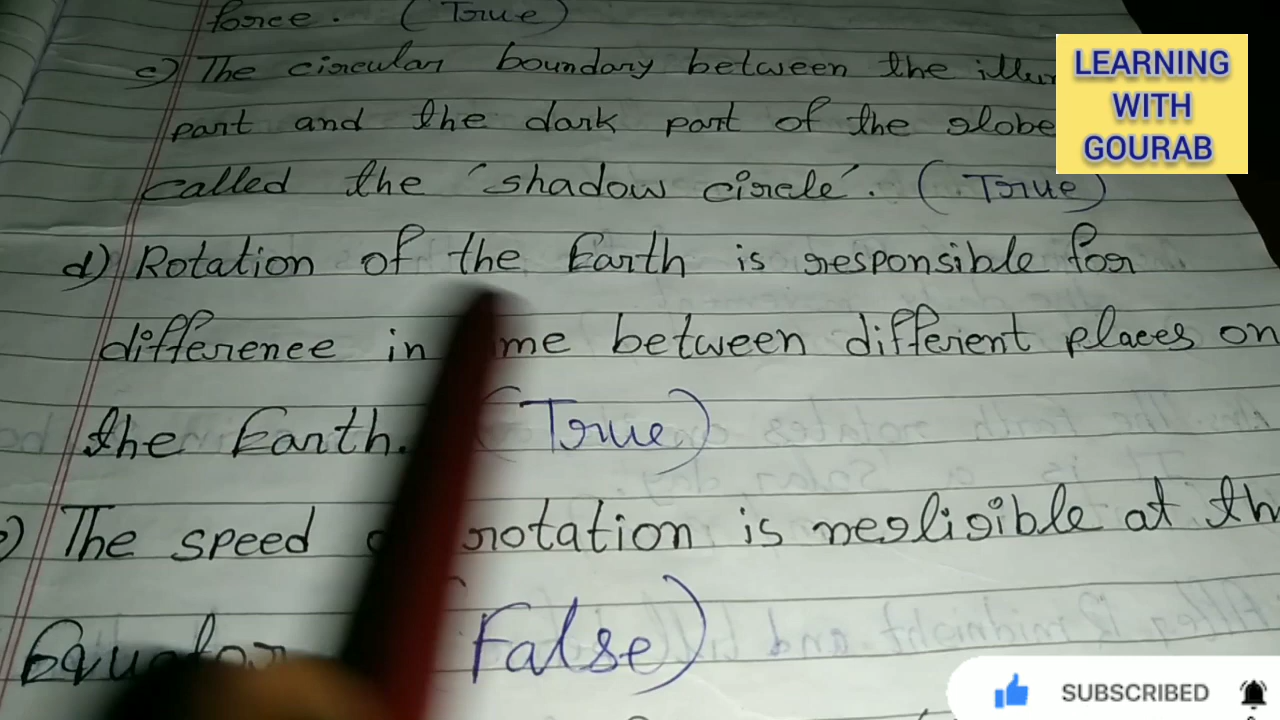 force. (True)
c) The circular boundary between the
part and the dark part of the globe
called the 'shadow circle'. (True)
d) Rotation of the Earth is responsible for
difference in me between different places on
the Earth. (True)
) The speed rotation is negligible at th
Equator False)
LEARNING
WITH
GOURAB
SUBSCRIBED